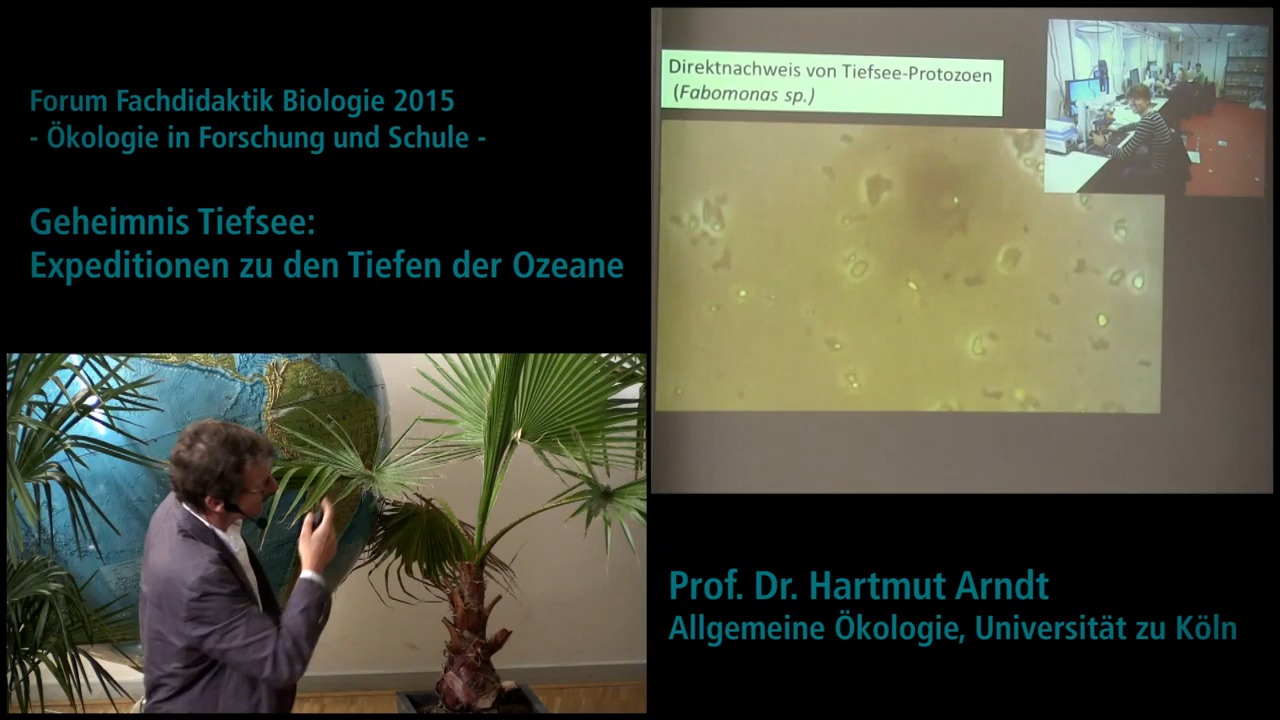 Forum Fachdidaktik Biologie 2015
- Ökologie in Forschung und Schule -
Geheimnis Tiefsee:
Expeditionen zu den Tiefen der Ozeane
Direktnachweis von Tiefsee-Protozoen
(Fabomonas sp.)
Prof. Dr. Hartmut Arndt
Allgemeine Ökologie, Universität zu Köln